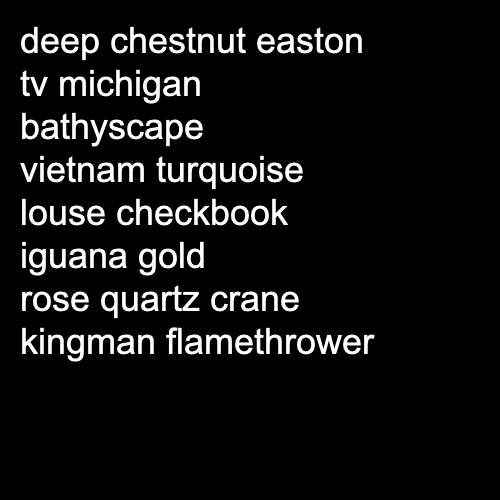 deep chestnut easton
tv michigan
bathyscape
vietnam turquoise
louse checkbook
iguana gold
rose quartz crane
kingman flamethrower